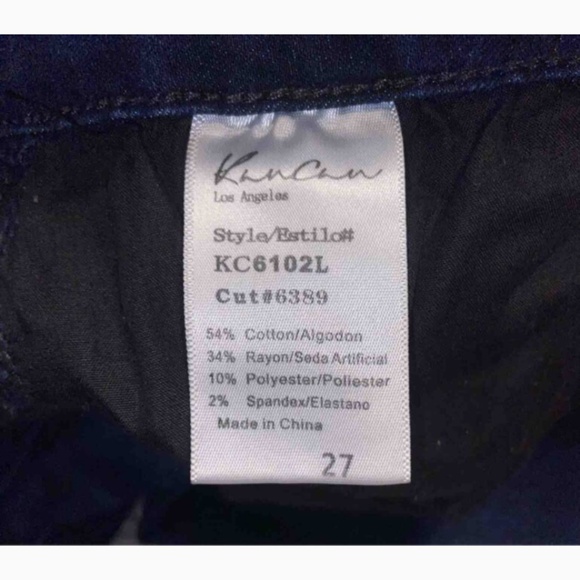 KanCan
Los Angeles
Style/Estilo#
KC6102L
Cut#6389
54% Cotton/Algodon
34% Rayon/Seda Artificial
10% Polyester/Poliester
2% Spandex/Elastano
Made in China
27